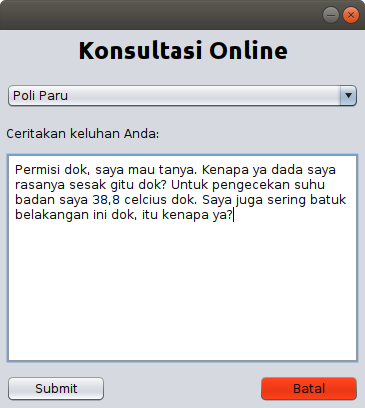 Konsultasi Online
Poli Paru
Ceritakan keluhan Anda:
Permisi dok, saya mau tanya. Kenapa ya dada saya
rasanya sesak gitu dok? Untuk pengecekan suhu
badan saya 38,8 celcius dok. Saya juga sering batuk
belakangan ini dok, itu kenapa ya?
Submit
Batal